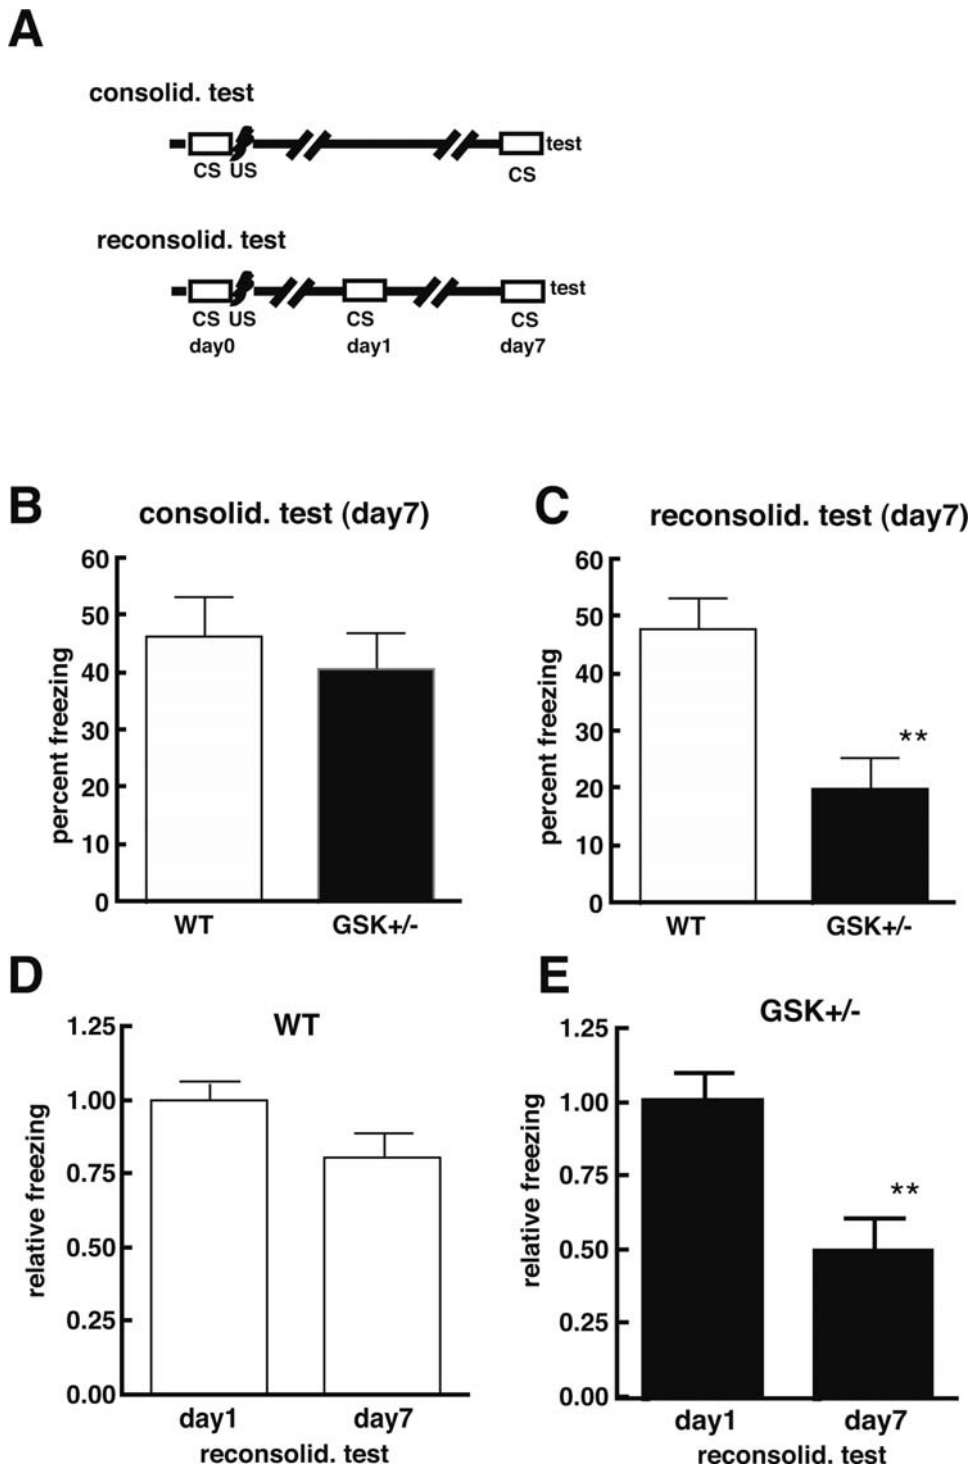 A
consolid. test
test
CS US
CS
reconsolid. test
test
CS US CS CS
day0 day1 day7
B consolid. test (day7)
60
50
40
30
20
10
0
percent freezing
WT GSK+/-
C reconsolid. test (day7)
60
50
40
30
20
10
0
percent freezing
**
WT GSK+/-
D WT
1.25
1.00
0.75
0.50
0.25
0.00
relative freezing
day1 day7
reconsolid. test
E GSK+/-
1.25
1.00
0.75
0.50
0.25
0.00
relative freezing
**
day1 day7
reconsolid. test